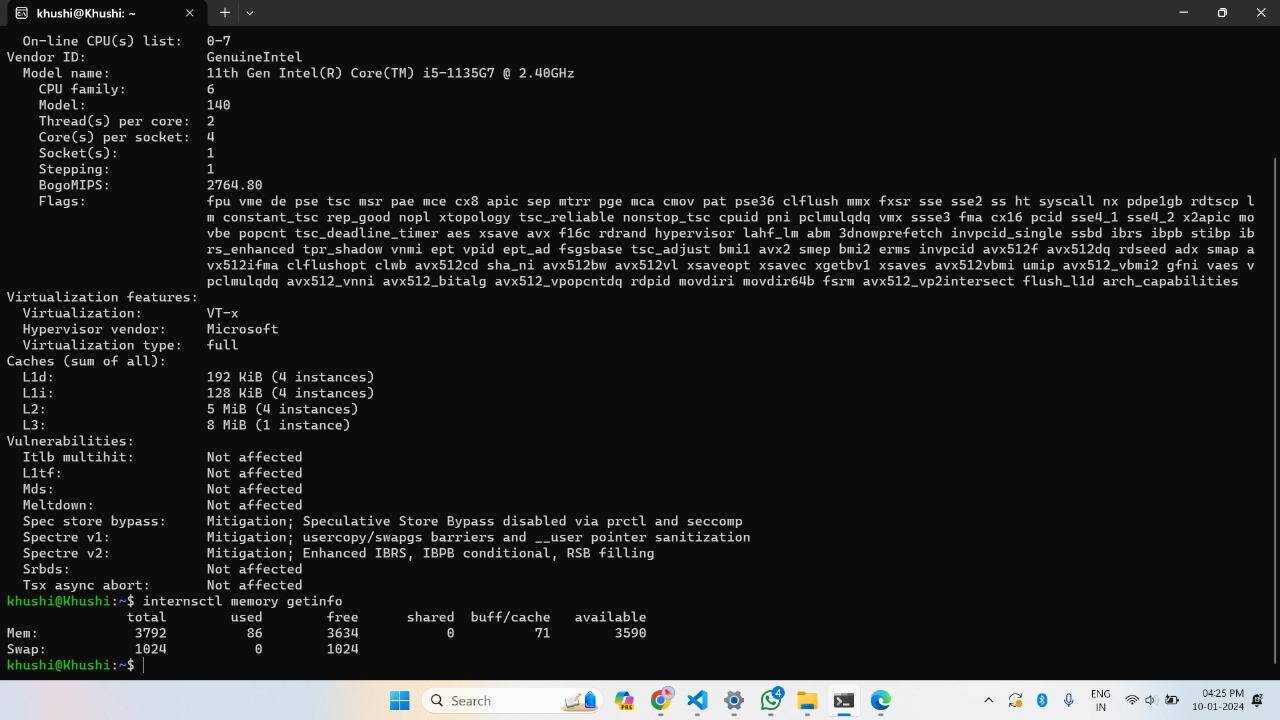 khushi@Khushi: ~
On-line CPU(s) list: 0-7
Vendor ID: GenuineIntel
Model name: 11th Gen Intel(R) Core(TM) i5-1135G7 @ 2.40GHz
CPU family: 6
Model: 140
Thread(s) per core: 2
Core(s) per socket: 4
Socket(s): 1
Stepping: 1
BogoMIPS: 2764.80
Flags: fpu vme de pse tsc msr pae mce cx8 apic sep mtrr pge mca cmov pat pse36 clflush mmx fxsr sse sse2 ss ht syscall nx pdpe1gb rdtscp l
m constant_tsc rep_good nopl xtopology tsc_reliable nonstop_tsc cpuid pni pclmulqdq vmx ssse3 fma cx16 pcid sse4_1 sse4_2 x2apic mo
vbe popcnt tsc_deadline_timer aes xsave avx f16c rdrand hypervisor lahf_lm abm 3dnowprefetch invpcid_single ssbd ibrs ibpb stibp ib
rs_enhanced tpr_shadow vnmi ept vpid ept_ad fsgsbase tsc_adjust bmi1 avx2 smep bmi2 erms invpcid avx512f avx512dq rdseed adx smap a
vx512ifma clflushopt clwb avx512cd sha_ni avx512bw avx512vl xsaveopt xsavec xgetbv1 xsaves avx512vbmi umip avx512_vbmi2 gfni vaes v
pclmulqdq avx512_vnni avx512_bitalg avx512_vpopcntdq rdpid movdiri movdir64b fsrm avx512_vp2intersect flush_l1d arch_capabilities
Virtualization features:
Virtualization: VT-x
Hypervisor vendor: Microsoft
Virtualization type: full
Caches (sum of all):
L1d: 192 KiB (4 instances)
L1i: 128 KiB (4 instances)
L2: 5 MiB (4 instances)
L3: 8 MiB (1 instance)
Vulnerabilities:
Itlb multihit: Not affected
L1tf: Not affected
Mds: Not affected
Meltdown: Not affected
Spec store bypass: Mitigation; Speculative Store Bypass disabled via prctl and seccomp
Spectre v1: Mitigation; usercopy/swapgs barriers and __user pointer sanitization
Spectre v2: Mitigation; Enhanced IBRS, IBPB conditional, RSB filling
Srbds: Not affected
Tsx async abort: Not affected
khushi@Khushi:~$ internsctl memory getinfo
total used free shared buff/cache available
Mem: 3792 86 3634 0 71 3590
Swap: 1024 0 1024
khushi@Khushi:~$
Search
PRE
4
ENG
IN
04:25 PM
10-01-2024